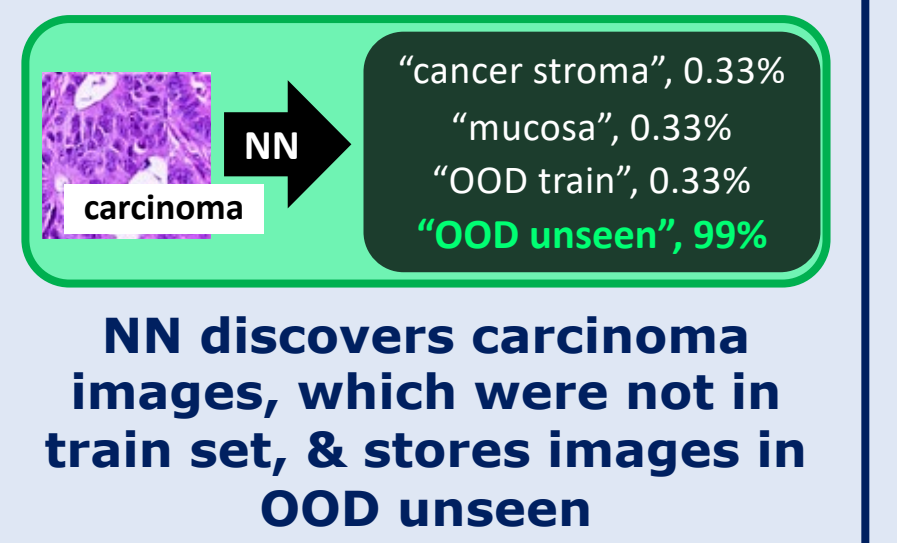 “cancer stroma”, 0.33%
“mucosa”, 0.33%
NN
“OOD train”, 0.33%
carcinoma
“OOD unseen”, 99%
NN discovers carcinoma
images, which were not in
train set, & stores images in
OOD unseen